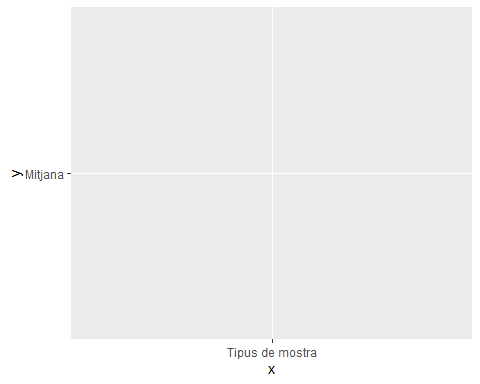 y
Mitjana
Tipus de mostra
x